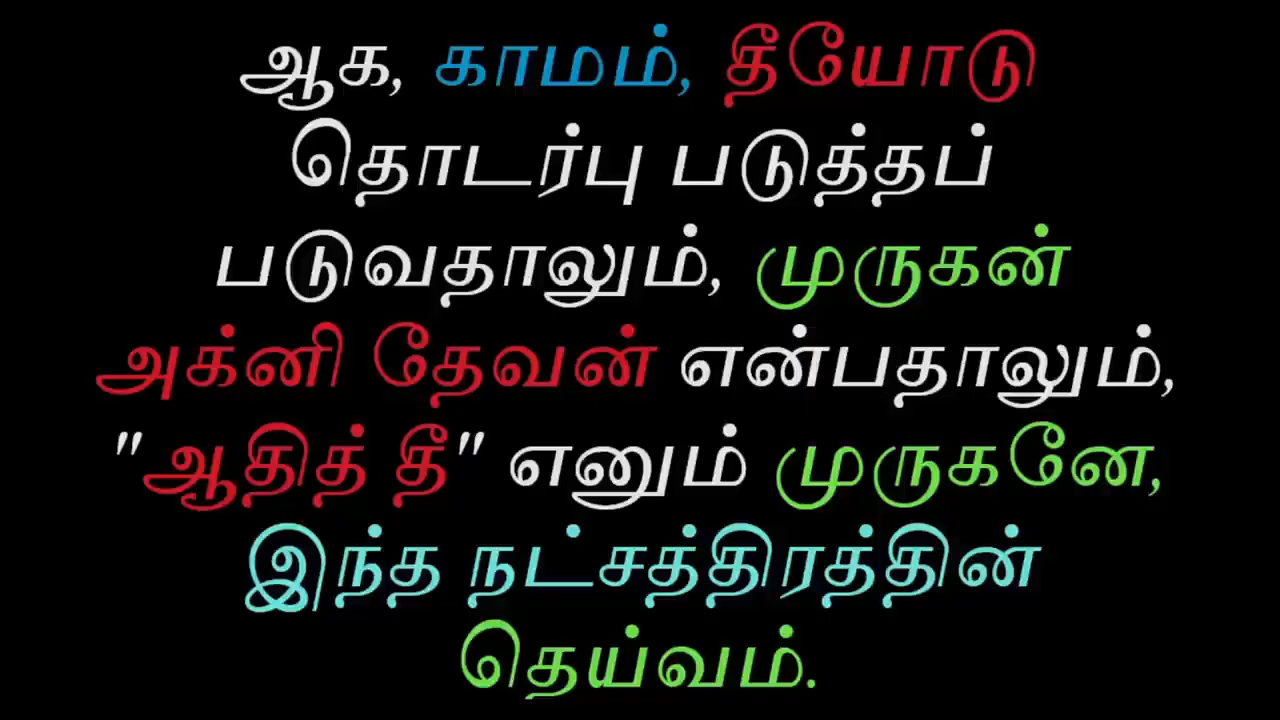 ஆக, காமம், தீயோடு
தொடர்பு படுத்தப்
படுவதாலும், முருகன்
அக்னி தேவன் என்பதாலும்,
"ஆதித் தீ" எனும் முருகனே,
இந்த நட்சத்திரத்தின்
தெய்வம்.